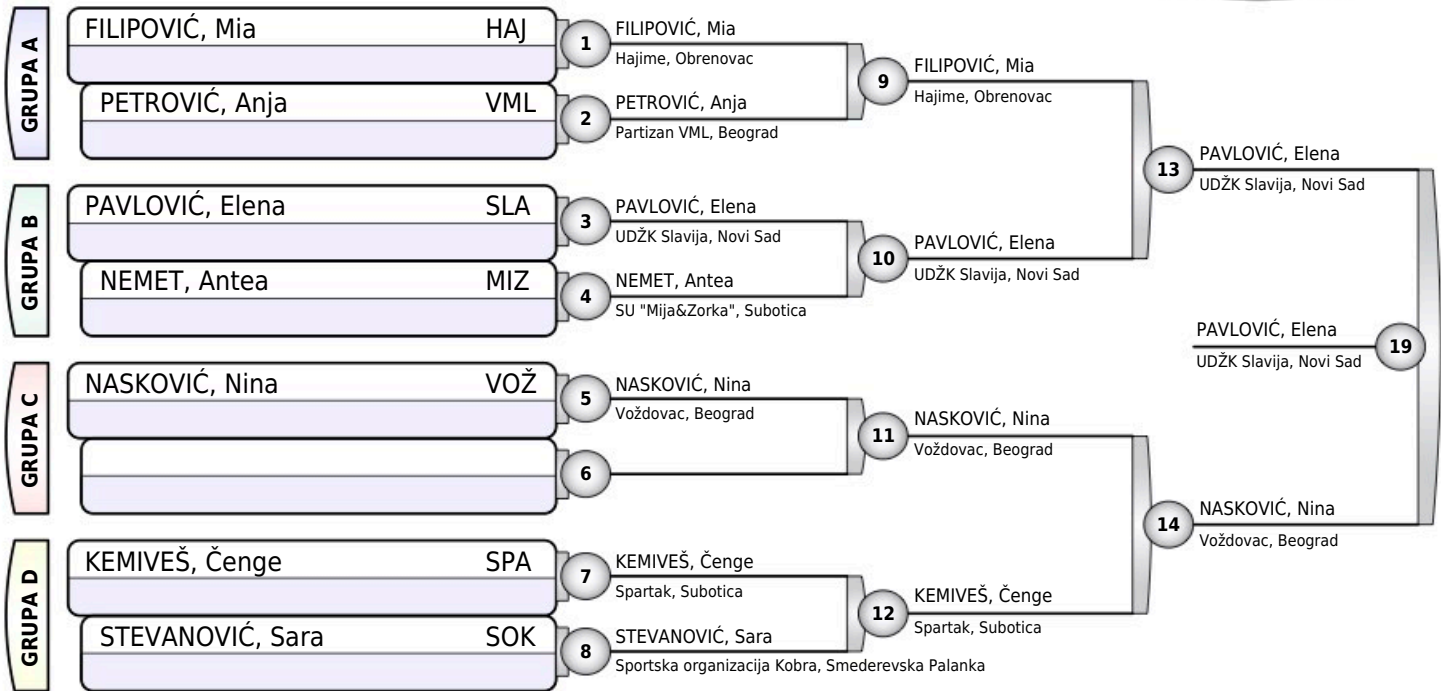 GRUPA A
FILIPOVIĆ, Mia HAJ
PETROVIĆ, Anja VML
1
FILIPOVIĆ, Mia
Hajime, Obrenovac
2
PETROVIĆ, Anja
Partizan VML, Beograd
9
FILIPOVIĆ, Mia
Hajime, Obrenovac
GRUPA B
PAVLOVIĆ, Elena SLA
NEMET, Antea MIZ
3
PAVLOVIĆ, Elena
UDŽK Slavija, Novi Sad
4
NEMET, Antea
SU "Mija&Zorka", Subotica
10
PAVLOVIĆ, Elena
UDŽK Slavija, Novi Sad
13
PAVLOVIĆ, Elena
UDŽK Slavija, Novi Sad
GRUPA C
NASKOVIĆ, Nina VOŽ
5
NASKOVIĆ, Nina
Voždovac, Beograd
6
11
NASKOVIĆ, Nina
Voždovac, Beograd
GRUPA D
KEMIVEŠ, Čenge SPA
STEVANOVIĆ, Sara SOK
7
KEMIVEŠ, Čenge
Spartak, Subotica
8
STEVANOVIĆ, Sara
Sportska organizacija Kobra, Smederevska Palanka
12
KEMIVEŠ, Čenge
Spartak, Subotica
14
NASKOVIĆ, Nina
Voždovac, Beograd
PAVLOVIĆ, Elena
UDŽK Slavija, Novi Sad
19